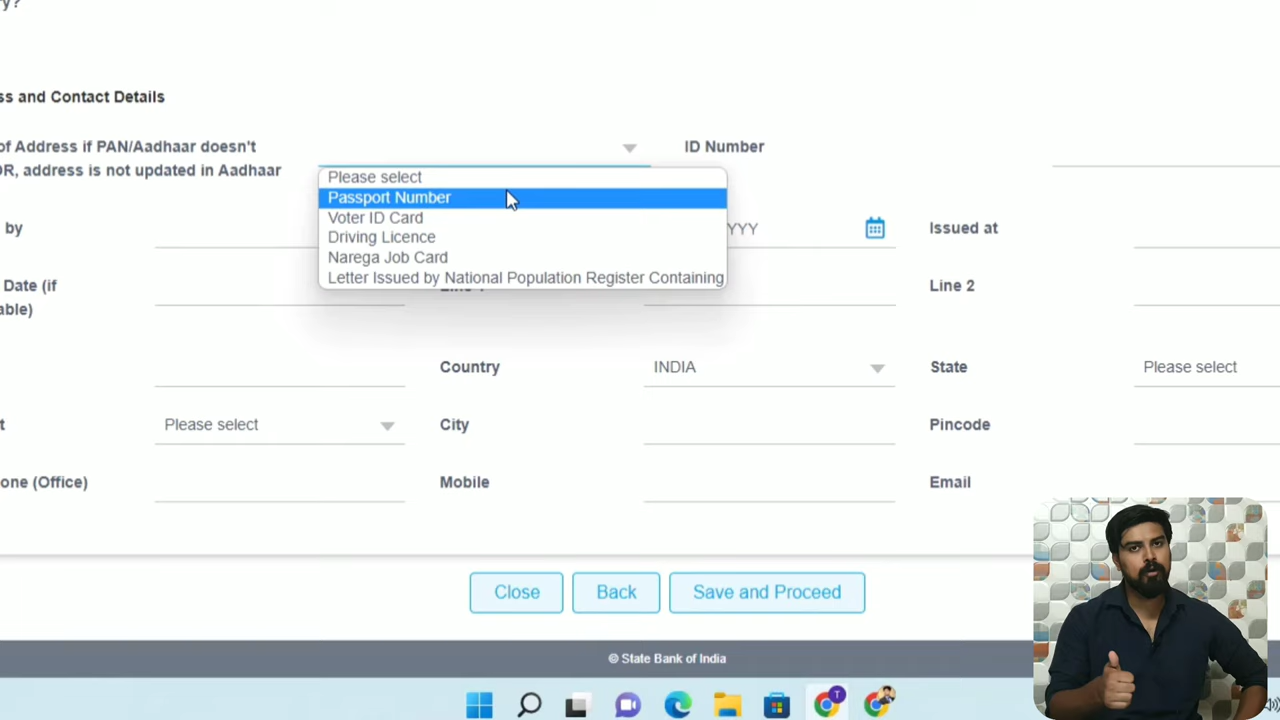 ry?
ss and Contact Details
of Address if PAN/Aadhaar doesn't
OR, address is not updated in Aadhaar
ID Number
Please select
Passport Number
Voter ID Card
Driving Licence
Narega Job Card
Letter Issued by National Population Register Containing
by
YYY
Issued at
Date (if
able)
Line 2
Country
INDIA
State
Please select
t
Please select
City
Pincode
one (Office)
Mobile
Email
Close
Back
Save and Proceed
© State Bank of India
T